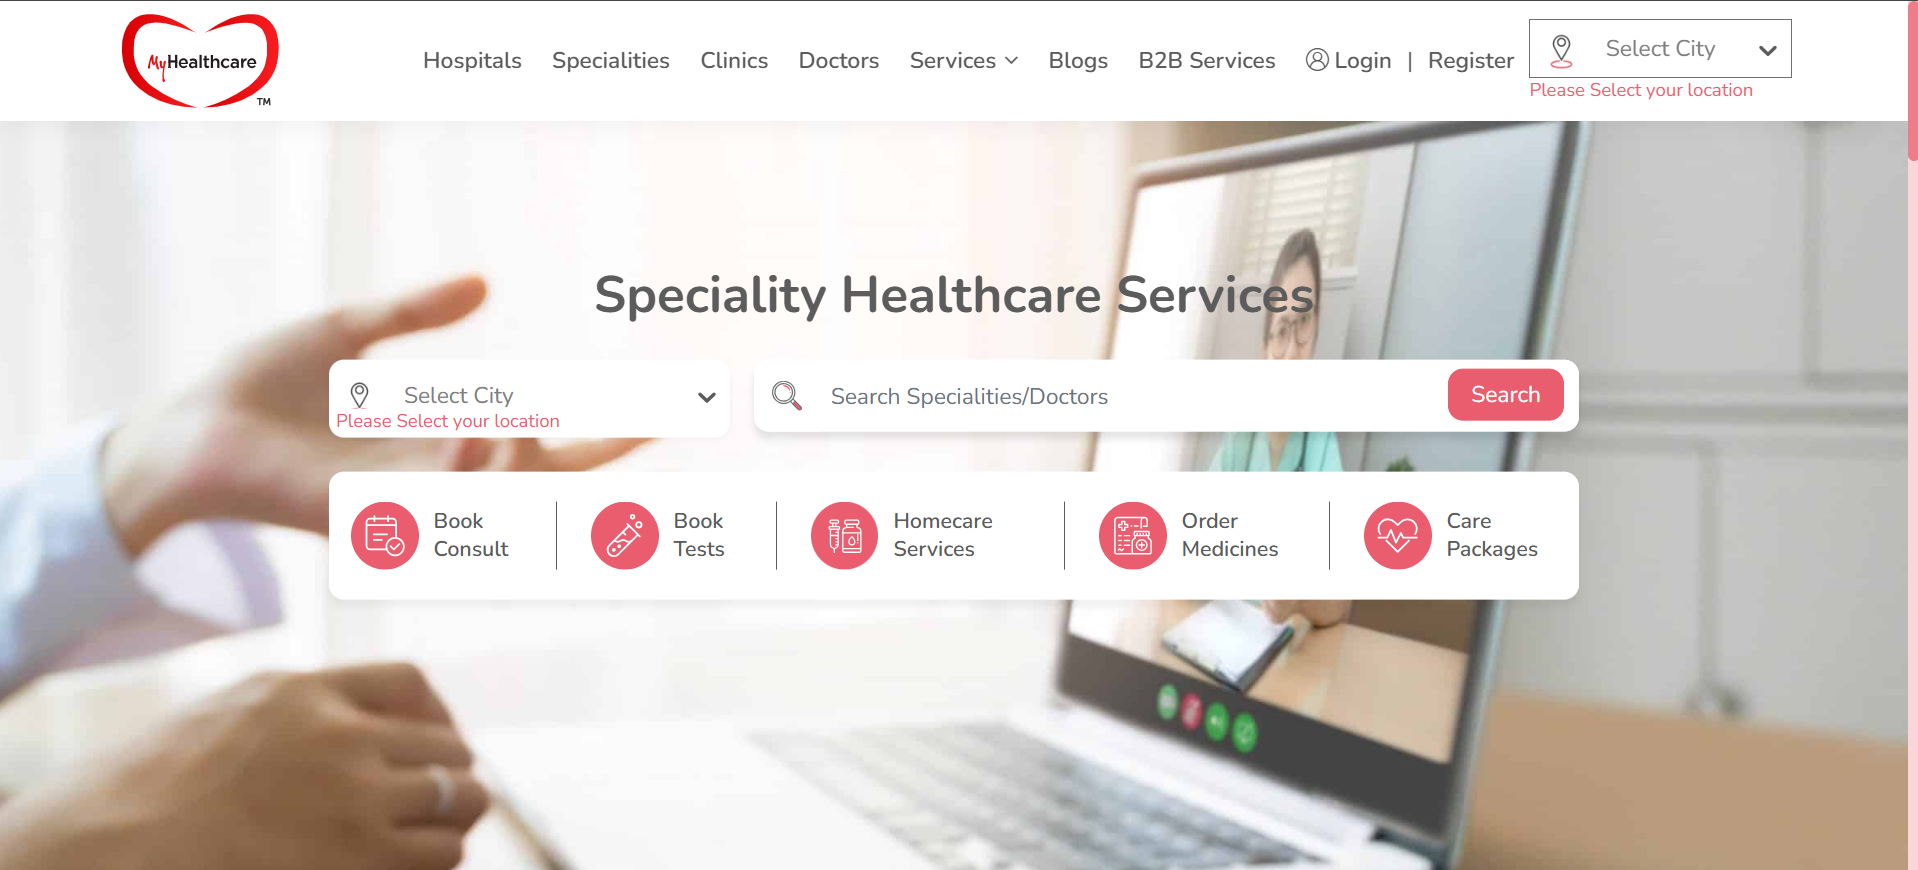 MyHealthcare
TM
Hospitals Specialities Clinics Doctors Services Blogs B2B Services Login | Register
Select City
Please Select your location
Speciality Healthcare Services
Select City
Please Select your location
Search Specialities/Doctors
Search
Book
Consult
Book
Tests
Homecare
Services
Order
Medicines
Care
Packages